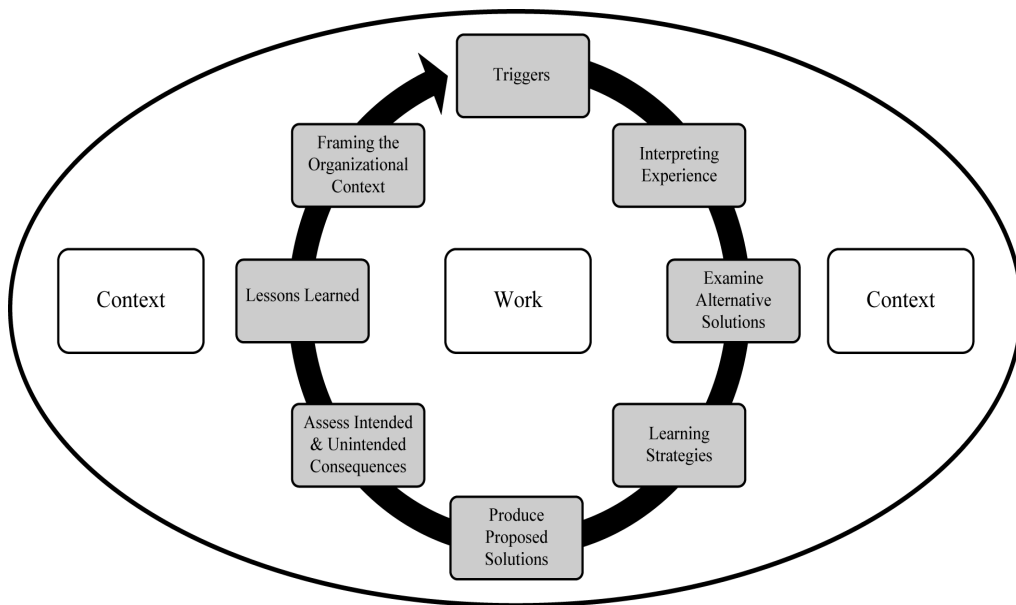 Triggers
Framing the
Organizational
Context
Interpreting
Experience
Context
Lessons Learned
Work
Examine
Alternative
Solutions
Context
Assess Intended
& Unintended
Consequences
Learning
Strategies
Produce
Proposed
Solutions